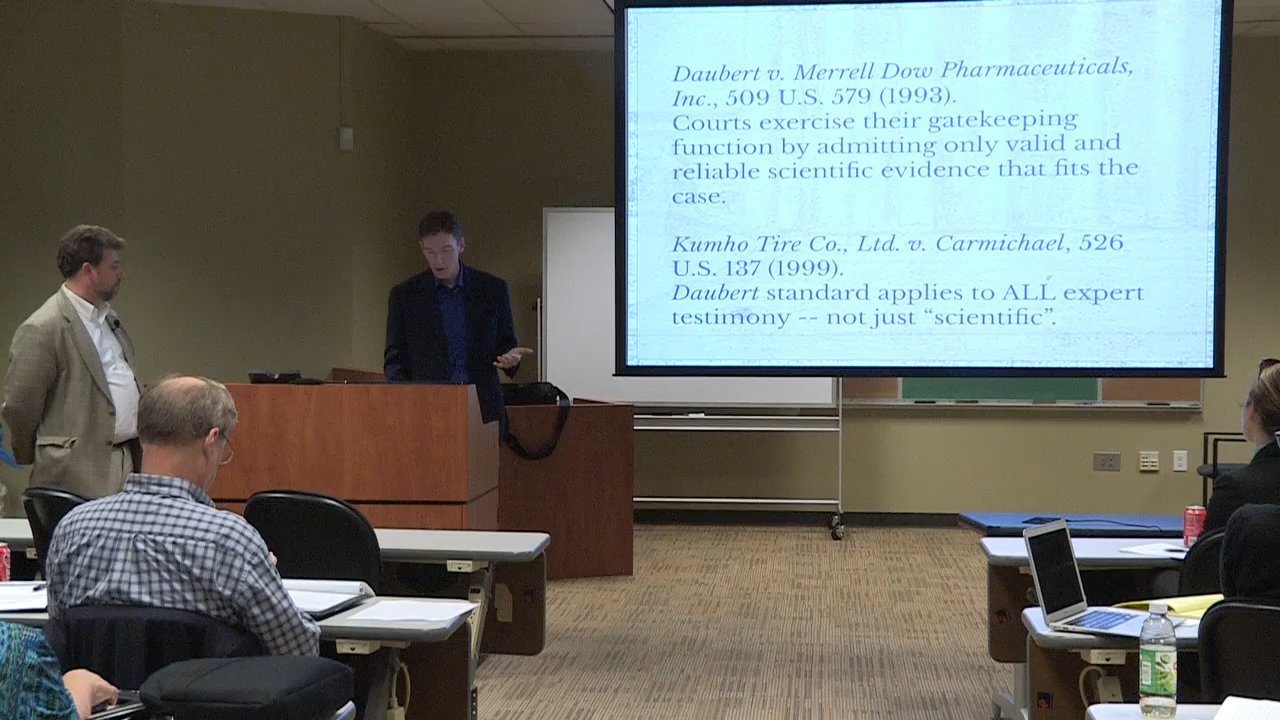 Daubert v. Merrell Dow Pharmaceuticals,
Inc., 509 U.S. 579 (1993).
Courts exercise their gatekeeping
function by admitting only valid and
reliable scientific evidence that fits the
case.
Kumho Tire Co., Ltd. v. Carmichael, 526
U.S. 137 (1999).
Daubert standard applies to ALL expert
testimony -- not just “scientific”.